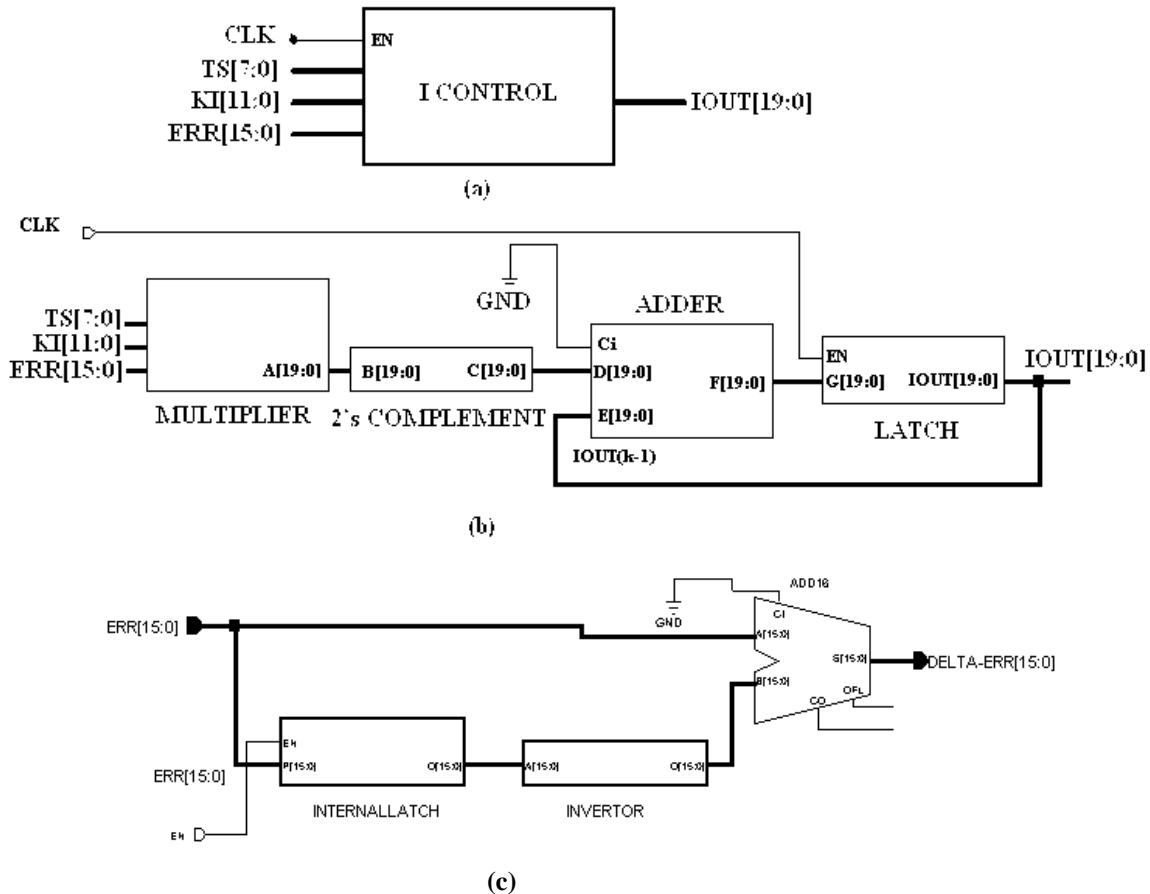 CLK
EN
TS[7:0]
KI[11:0]
I CONTROL
IOUT[19:0]
ERR[15:0]
(a)
CLK
GND
ADDER
TS[7:0]
KI[11:0]
ERR[15:0]
A[19:0]
B[19:0]
C[19:0]
Ci
D[19:0]
E[19:0]
F[19:0]
EN
G[19:0]
IOUT[19:0]
IOUT[19:0]
MULTIPLIER
2`s COMPLEMENT
LATCH
IOUT(k-1)
(b)
ADD16
GND
CI
ERR[15:0]
A[15:0]
S[15:0]
DELTA-ERR[15:0]
B[15:0]
OFL
CO
EN
ERR[15:0]
P[15:0]
O[15:0]
A[15:0]
O[15:0]
INTERNALLATCH
INVERTOR
EN
(c)